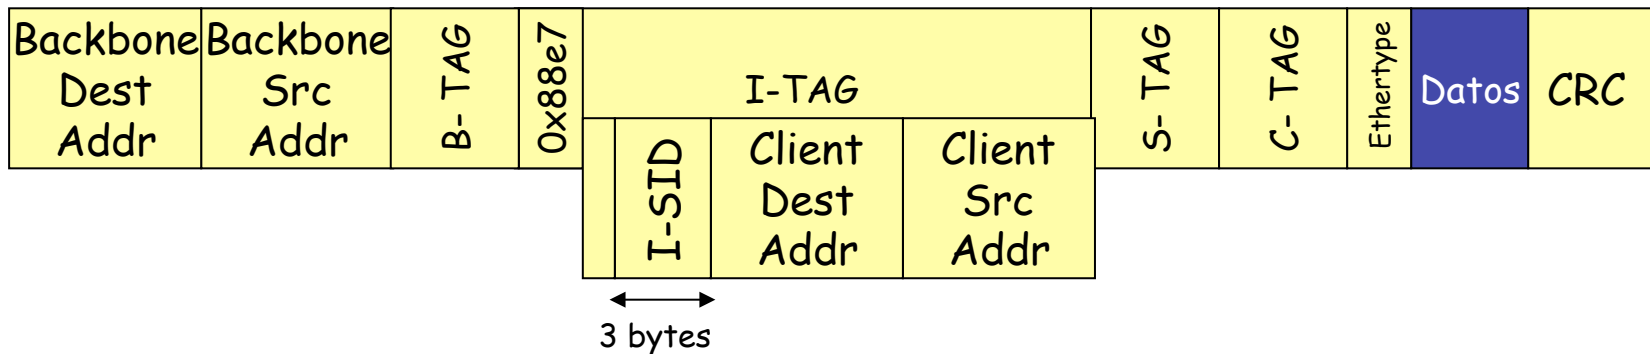 Backbone
Dest
Addr
Backbone
Src
Addr
B- TAG
0x88e7
I-TAG
S- TAG
C- TAG
Ethertype
Datos
CRC
I-SID
Client
Dest
Addr
Client
Src
Addr
3 bytes